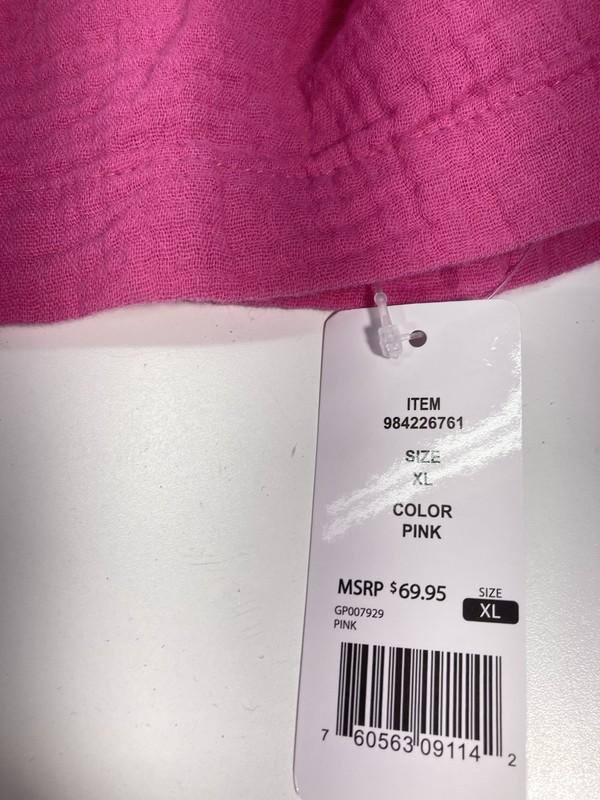 ITEM
984226761
SIZE
XL
COLOR
PINK
MSRP $69.95
SIZE
XL
GP007929
PINK
7 60563 09114 2